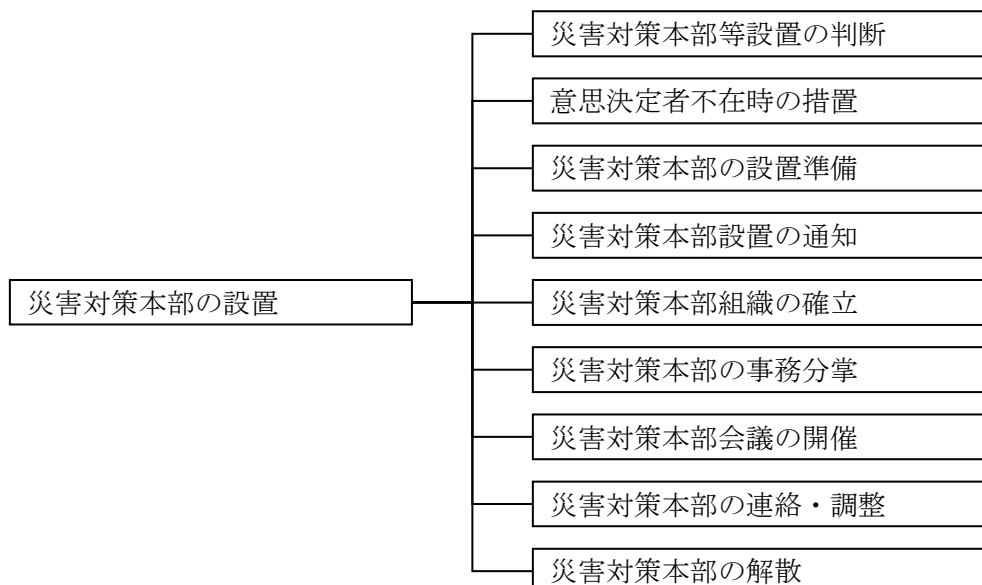 災害対策本部の設置
災害対策本部等設置の判断
意思決定者不在時の措置
災害対策本部の設置準備
災害対策本部設置の通知
災害対策本部組織の確立
災害対策本部の事務分掌
災害対策本部会議の開催
災害対策本部の連絡・調整
災害対策本部の解散